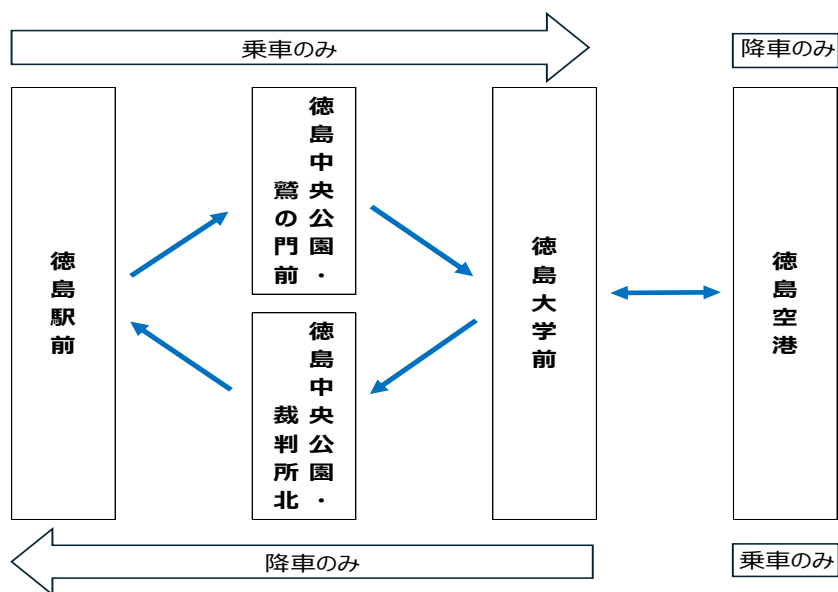 乗車のみ
降車のみ
徳島駅前
徳島中央公園・
鷲の門前
徳島中央公園・
裁判所北
徳島大学前
徳島空港
降車のみ
乗車のみ